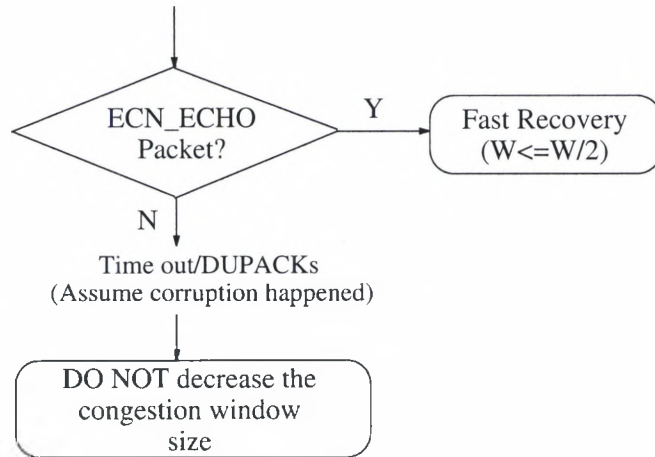 ECN_ECHO
Packet?
Y
Fast Recovery
(W<=W/2)
N
Time out/DUPACKs
(Assume corruption happened)
DO NOT decrease the
congestion window
size